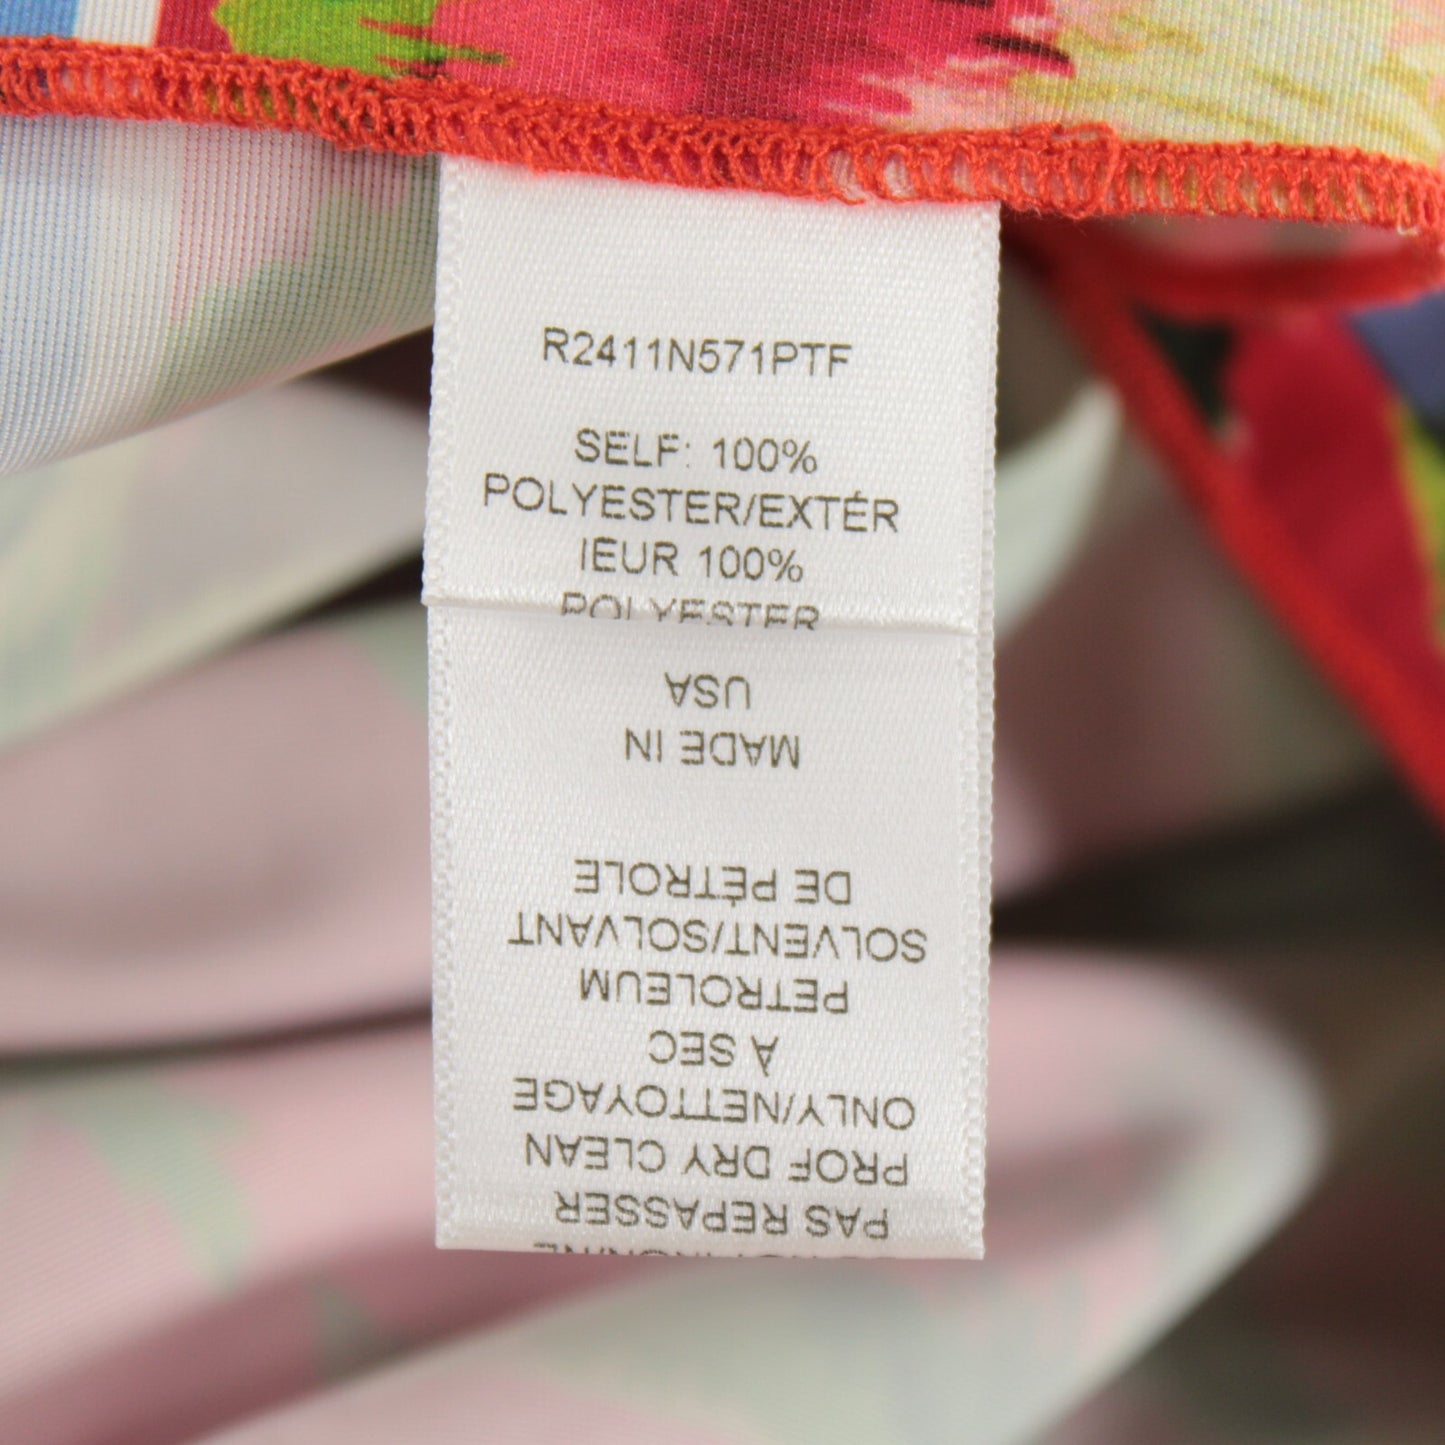 R2411N571PTF
SELF: 100%
POLYESTER/EXTÉR
IEUR 100%
POLYESTER
PAS REPASSER
PROF DRY CLEAN
ONLY/NETTOYAGE
À SEC
PETROLEUM
SOLVENT/SOLVANT
DE PÉTROLE
MADE IN
USA